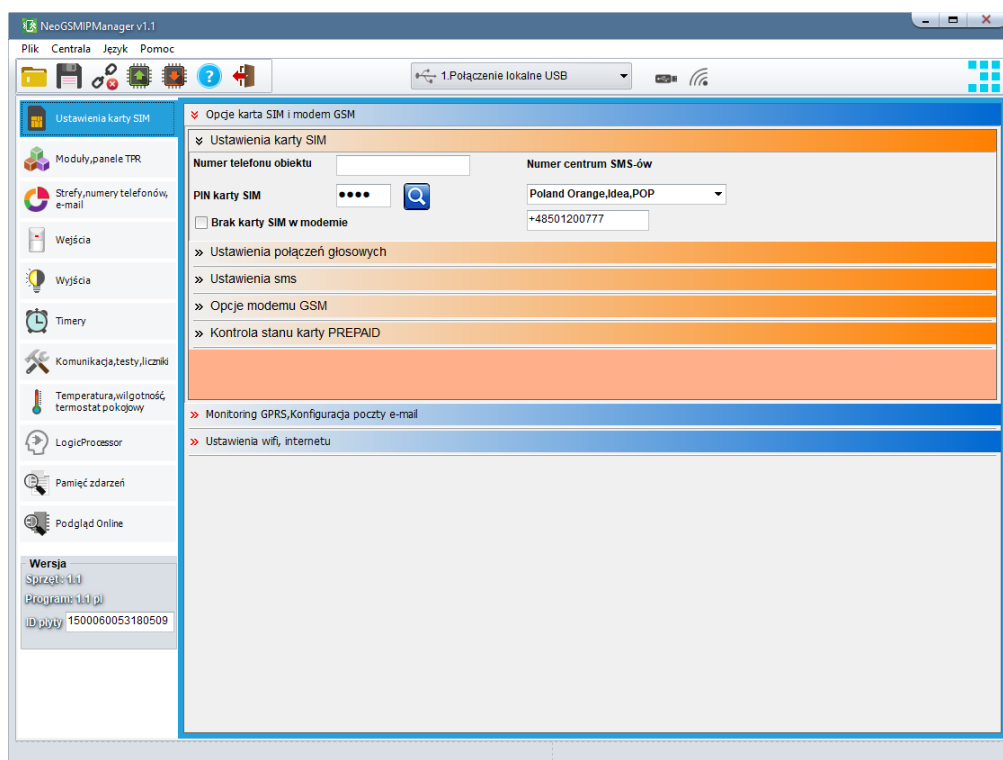 NeoGSMIPManager v1.1
Plik Centrala Język Pomoc
1.Połączenie lokalne USB
Ustawienia karty SIM
Moduły,panele TPR
Strefy,numery telefonów,
e-mail
Wejścia
Wyjścia
Timery
Komunikacja,testy,liczniki
Temperatura,wilgotność,
termostat pokojowy
LogicProcessor
Pamięć zdarzeń
Podgląd Online
Wersja
Sprzęt: 1.1
Program: 1.1 pl
ID płyty 1500060053180509
Opcje karta SIM i modem GSM
Ustawienia karty SIM
Numer telefonu obiektu
Numer centrum SMS-ów
PIN karty SIM
Poland Orange,Idea,POP
Brak karty SIM w modemie
+48501200777
Ustawienia połączeń głosowych
Ustawienia sms
Opcje modemu GSM
Kontrola stanu karty PREPAID
Monitoring GPRS,Konfiguracja poczty e-mail
Ustawienia wifi, internetu